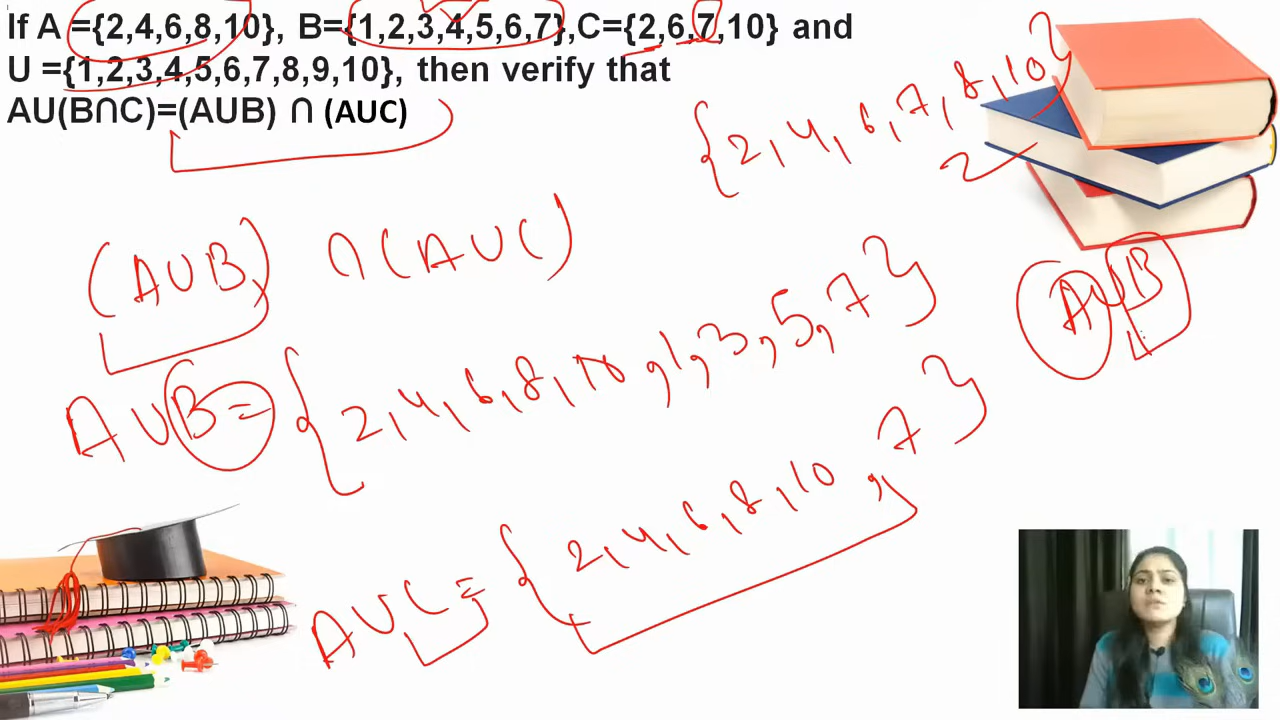 If A ={2,4,6,8,10}, B={1,2,3,4,5,6,7},C={2,6,7,10} and
U ={1,2,3,4,5,6,7,8,9,10}, then verify that
AU(B∩C)=(AUB) ∩ (AUC)
{2, 4, 6, 7, 8, 10}
(AUB) ∩ (AUC)
AUB
AUB = {2, 4, 6, 8, 10, 1, 3, 5, 7}
AUC = {2, 4, 6, 8, 10, 7}